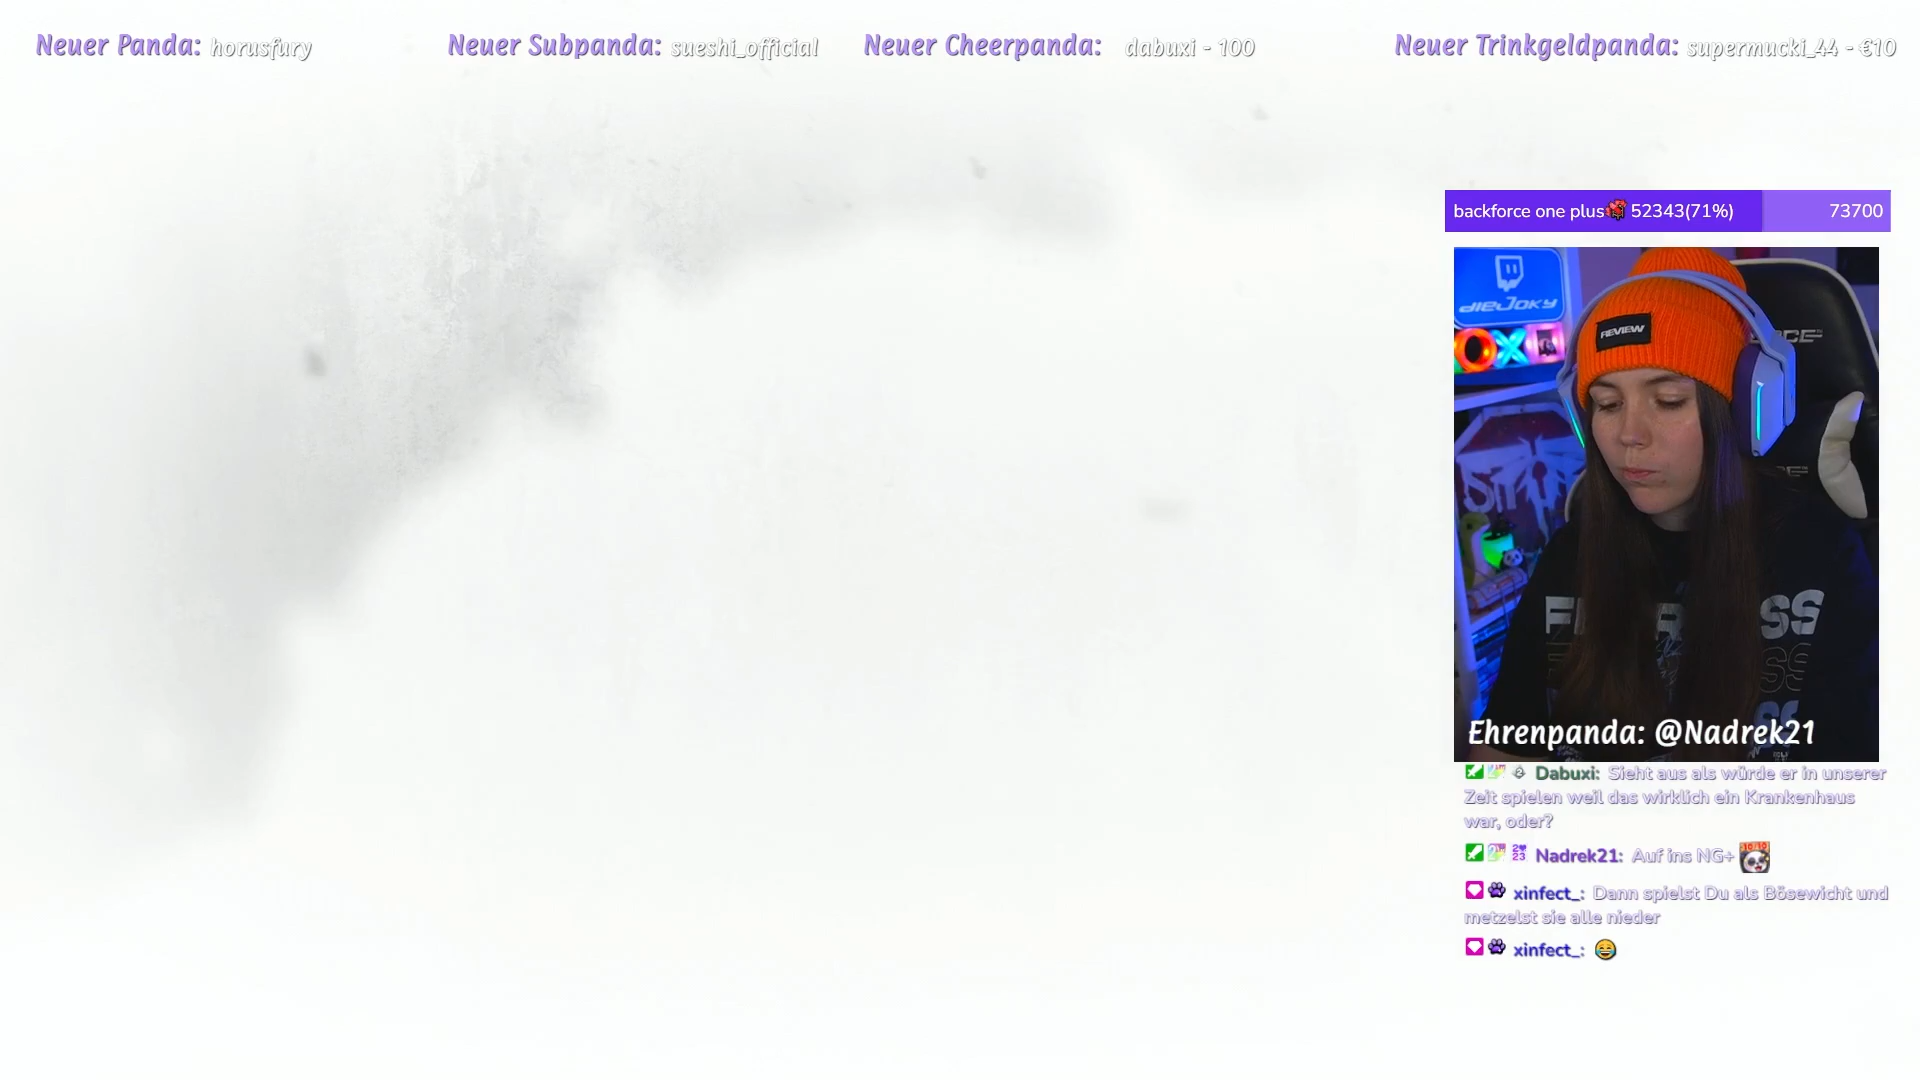 Neuer Panda: horusfury
Neuer Subpanda: sueshi_official
Neuer Cheerpanda: dabuxi - 100
Neuer Trinkgeldpanda: supermucki_44 - €10
backforce one plus 52343(71%) 73700
dieJoky
REVIEW
Ehrenpanda: @Nadrek21
Dabuxi: Sieht aus als würde er in unserer
Zeit spielen weil das wirklich ein Krankenhaus
war, oder?
Nadrek21: Auf ins NG+
xinfect_: Dann spielst Du als Bösewicht und
metzelst sie alle nieder
xinfect_: